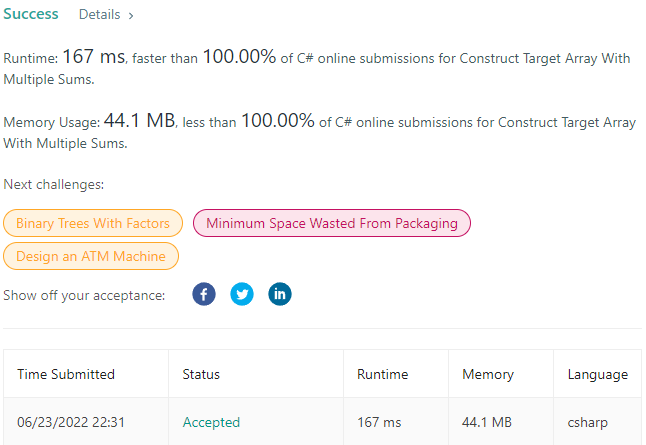 Success Details >
Runtime: 167 ms, faster than 100.00% of C# online submissions for Construct Target Array With
Multiple Sums.
Memory Usage: 44.1 MB, less than 100.00% of C# online submissions for Construct Target Array
With Multiple Sums.
Next challenges:
Binary Trees With Factors Minimum Space Wasted From Packaging
Design an ATM Machine
Show off your acceptance:
Time Submitted Status Runtime Memory Language
06/23/2022 22:31 Accepted 167 ms 44.1 MB csharp